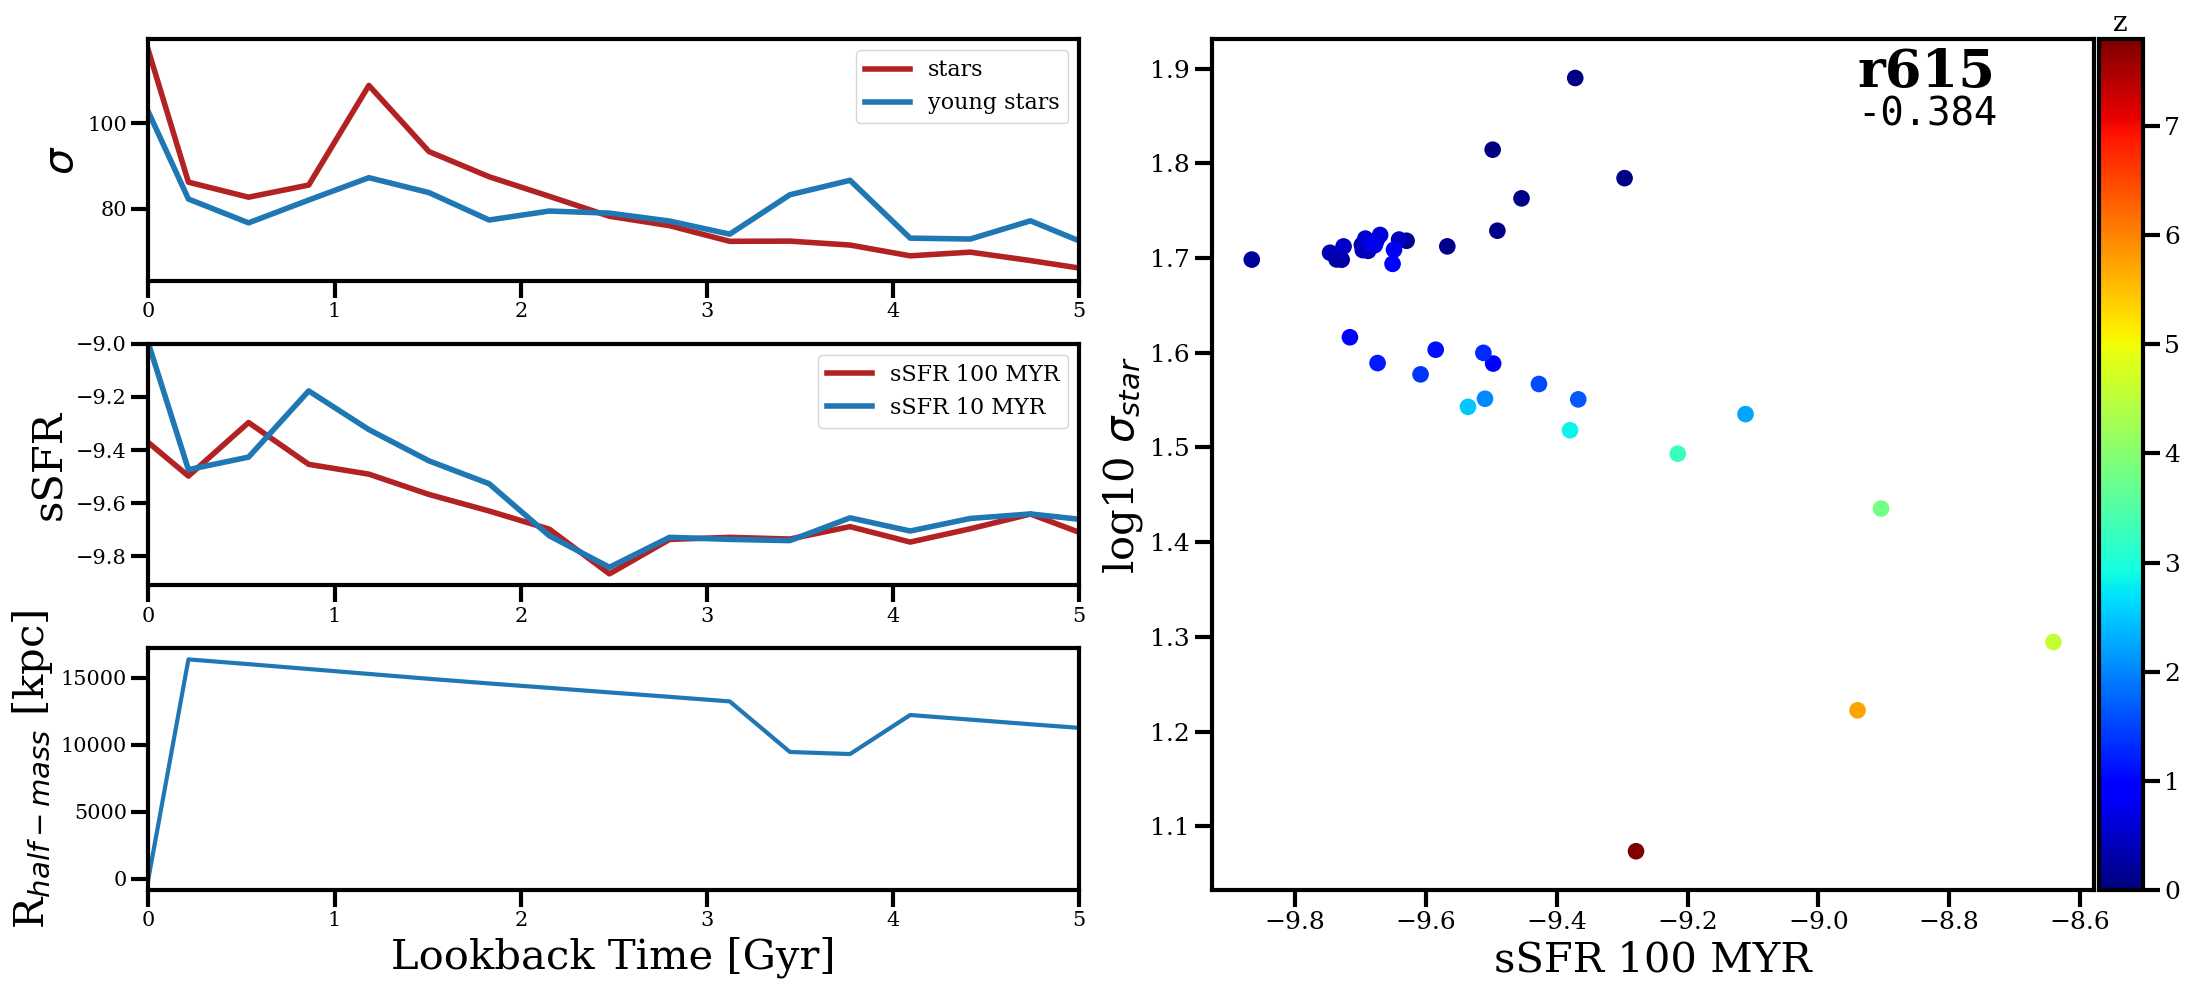 σ
100
80
stars
young stars
0 1 2 3 4 5
sSFR
−9.0
−9.2
−9.4
−9.6
−9.8
sSFR 100 MYR
sSFR 10 MYR
0 1 2 3 4 5
R_{half−mass} [kpc]
15000
10000
5000
0
0 1 2 3 4 5
Lookback Time [Gyr]
log10 σ_{star}
1.9
1.8
1.7
1.6
1.5
1.4
1.3
1.2
1.1
r615
-0.384
−9.8 −9.6 −9.4 −9.2 −9.0 −8.8 −8.6
sSFR 100 MYR
z
7
6
5
4
3
2
1
0